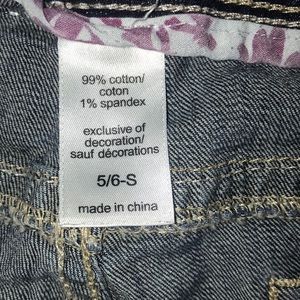 99% cotton/
coton
1% spandex
exclusive of
decoration/
sauf décorations
5/6-S
made in china